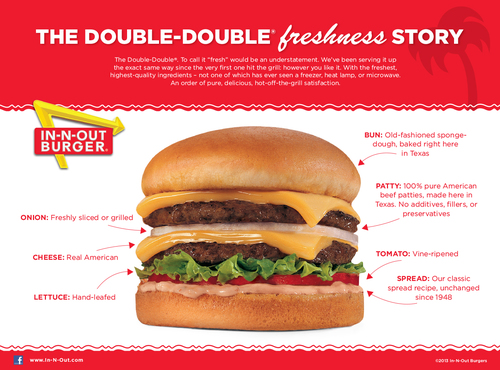 THE DOUBLE-DOUBLE® freshness STORY
The Double-Double®. To call it "fresh" would be an understatement. We've been serving it up
the exact same way since the very first one hit the grill: however you like it. With the freshest,
highest-quality ingredients – not one of which has ever seen a freezer, heat lamp, or microwave.
An order of pure, delicious, hot-off-the-grill satisfaction.
IN-N-OUT
BURGER®
BUN: Old-fashioned sponge-
dough, baked right here
in Texas
PATTY: 100% pure American
beef patties, made here in
Texas. No additives, fillers, or
preservatives
ONION: Freshly sliced or grilled
CHEESE: Real American
TOMATO: Vine-ripened
LETTUCE: Hand-leafed
SPREAD: Our classic
spread recipe, unchanged
since 1948
f
www.In-N-Out.com
©2013 In-N-Out Burgers